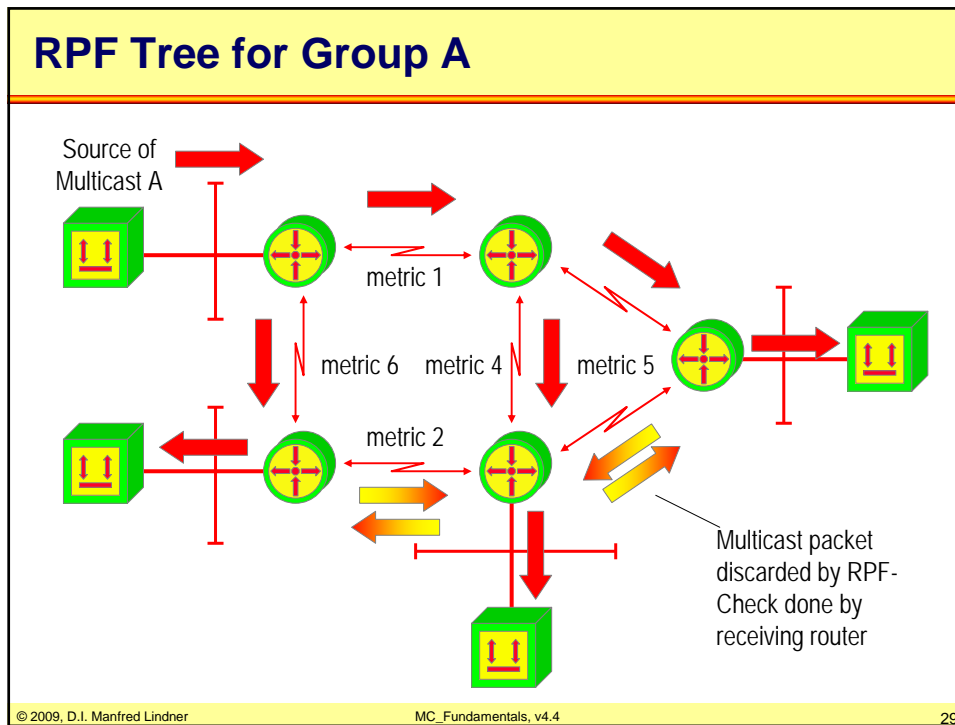 RPF Tree for Group A
Source of
Multicast A
metric 1
metric 6
metric 4
metric 5
metric 2
Multicast packet
discarded by RPF-
Check done by
receiving router
© 2009, D.I. Manfred Lindner
MC_Fundamentals, v4.4
29